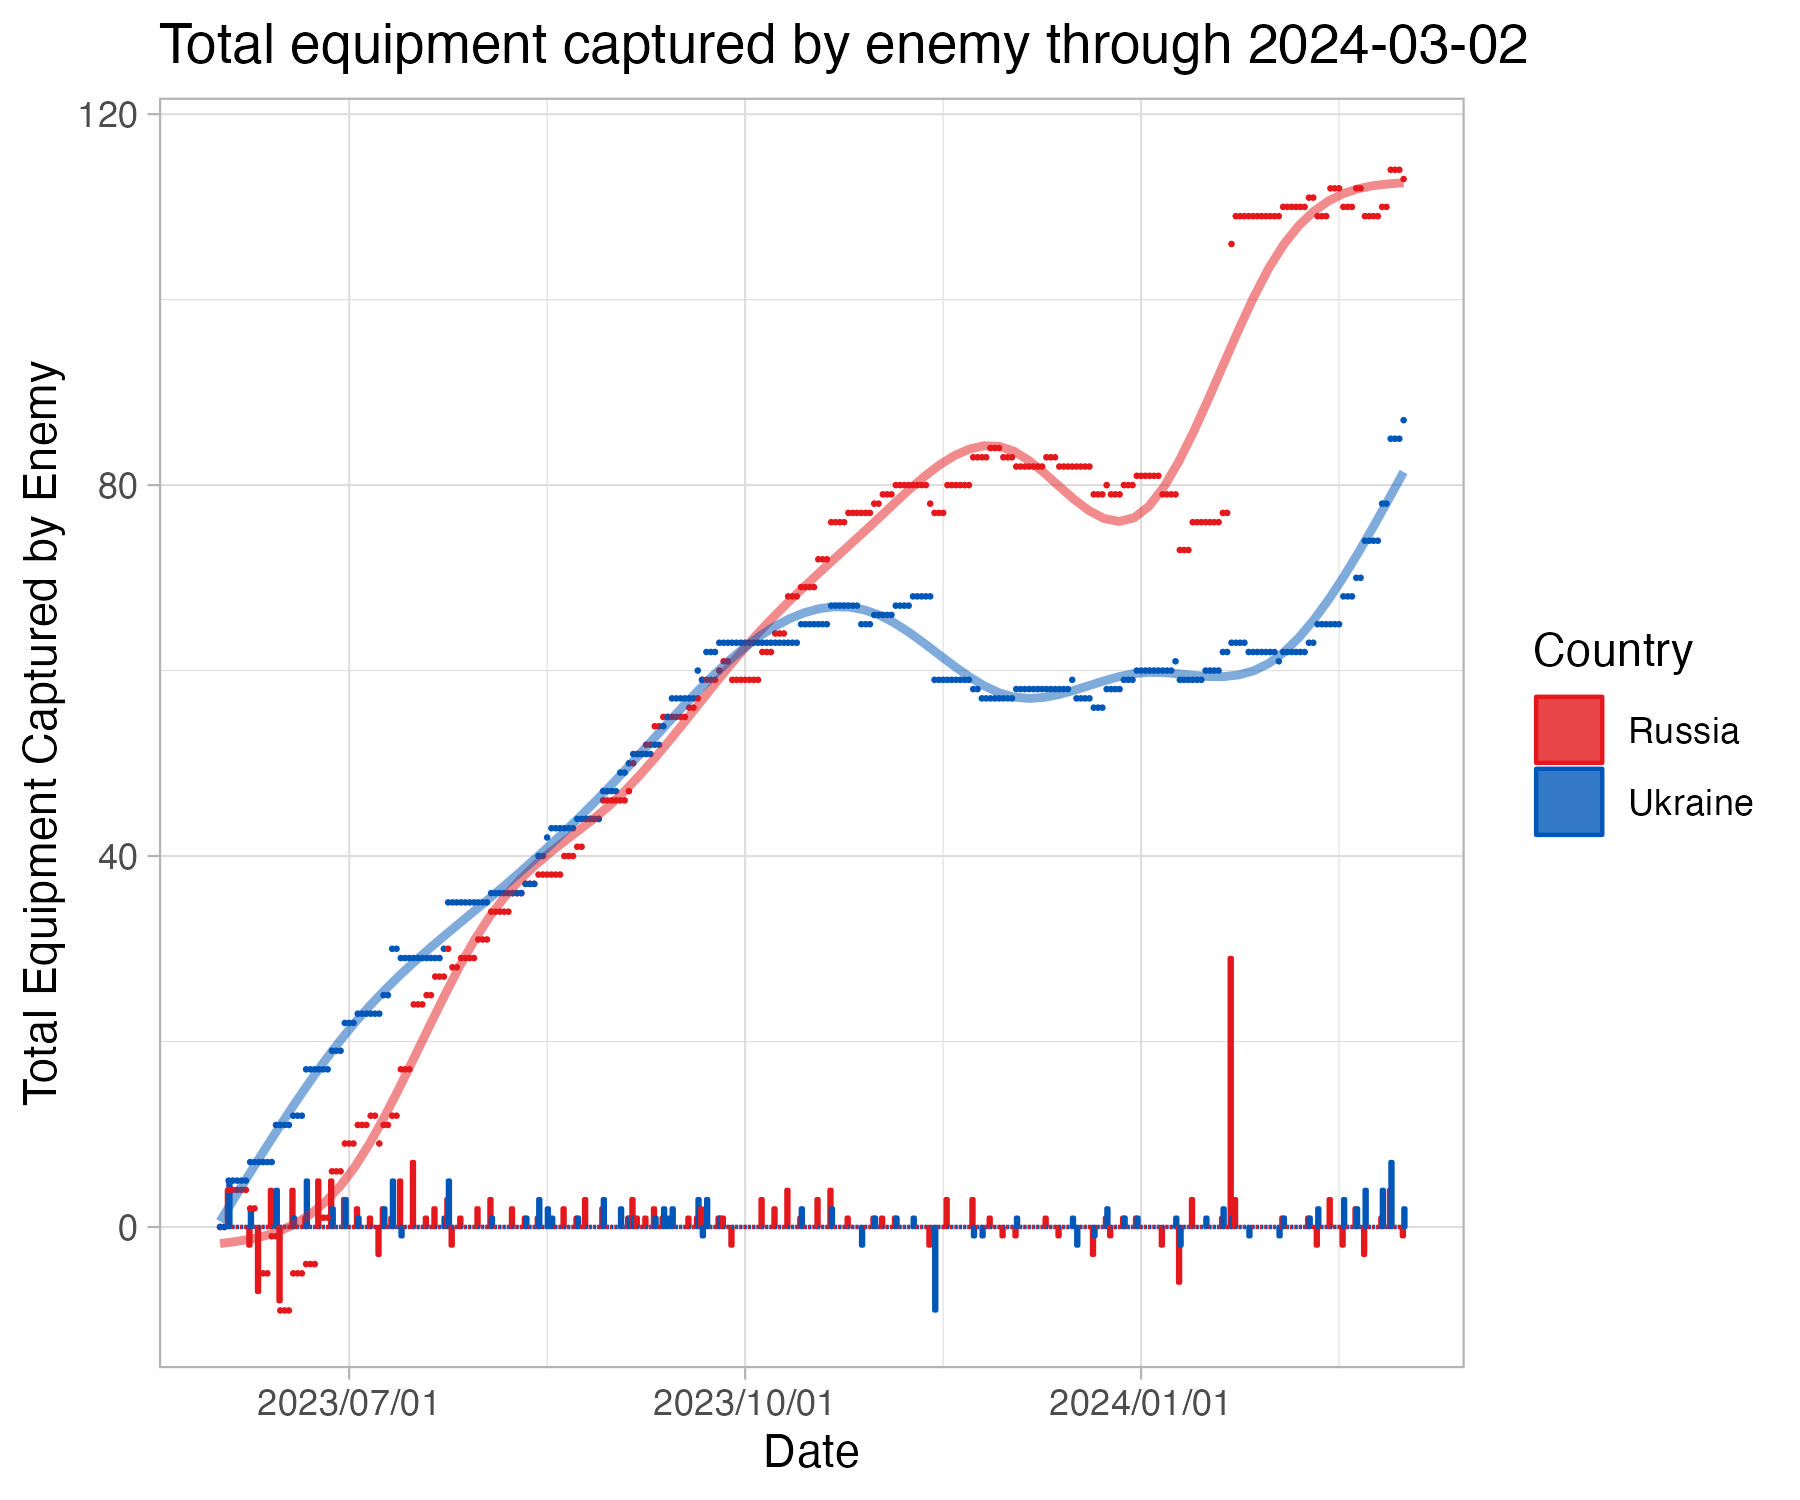 Total equipment captured by enemy through 2024-03-02
Total Equipment Captured by Enemy
120
80
40
0
2023/07/01
2023/10/01
2024/01/01
Date
Country
Russia
Ukraine